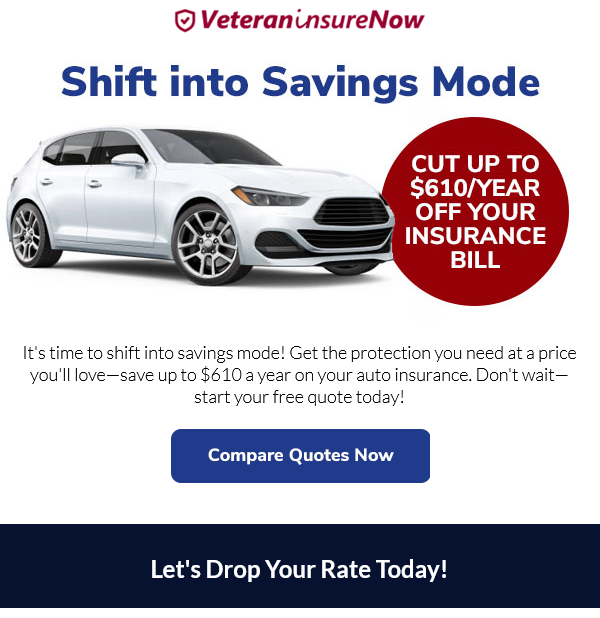 VeteraninsureNow
Shift into Savings Mode
CUT UP TO
$610/YEAR
OFF YOUR
INSURANCE
BILL
It's time to shift into savings mode! Get the protection you need at a price
you'll love—save up to $610 a year on your auto insurance. Don't wait—
start your free quote today!
Compare Quotes Now
Let's Drop Your Rate Today!